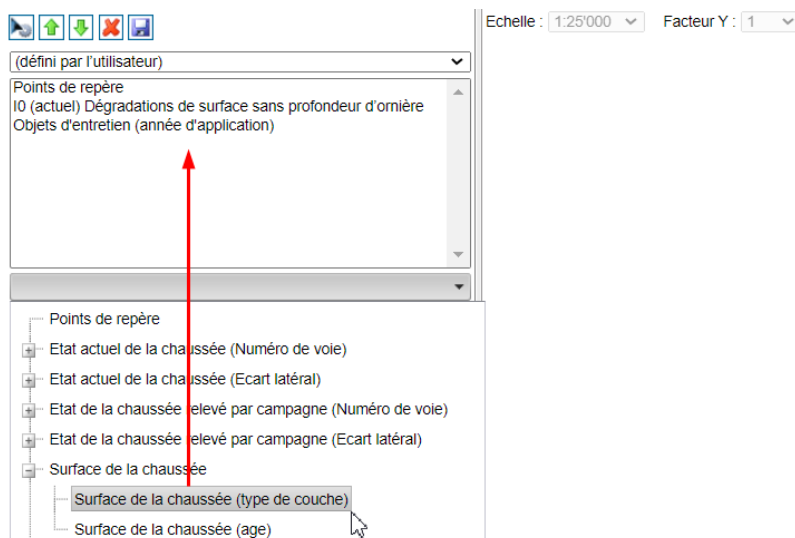 Echelle : 1:25'000 Facteur Y : 1
(défini par l’utilisateur)
Points de repère
I0 (actuel) Dégradations de surface sans profondeur d’ornière
Objets d'entretien (année d'application)
Points de repère
Etat actuel de la chaussée (Numéro de voie)
Etat actuel de la chaussée (Ecart latéral)
Etat de la chaussée relevé par campagne (Numéro de voie)
Etat de la chaussée relevé par campagne (Ecart latéral)
Surface de la chaussée
Surface de la chaussée (type de couche)
Surface de la chaussée (age)